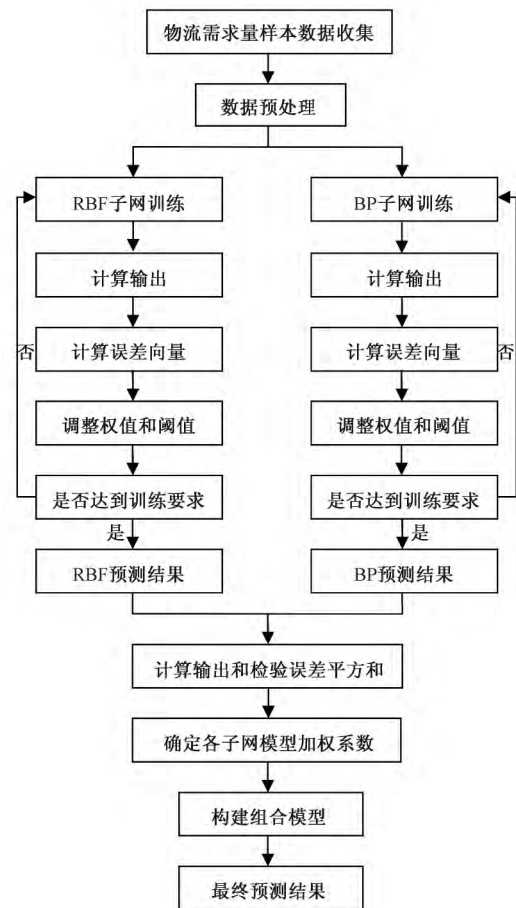 物流需求量样本数据收集
数据预处理
RBF子网训练
BP子网训练
计算输出
计算输出
计算误差向量
计算误差向量
否
否
调整权值和阈值
调整权值和阈值
是否达到训练要求
是否达到训练要求
是
是
RBF预测结果
BP预测结果
计算输出和检验误差平方和
确定各子网模型加权系数
构建组合模型
最终预测结果